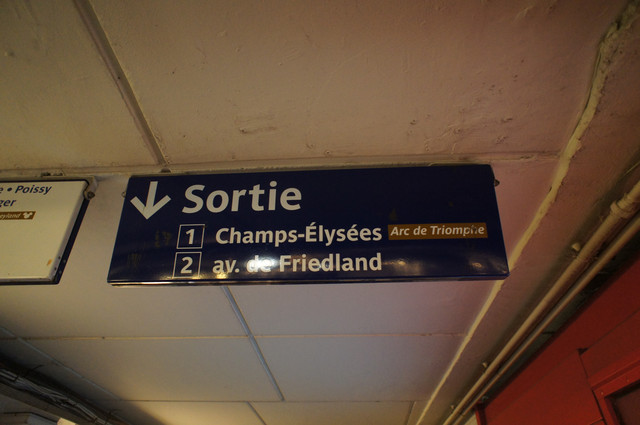 • Poissy
Sortie
1 Champs-Élysées Arc de Triomphe
2 av. de Friedland